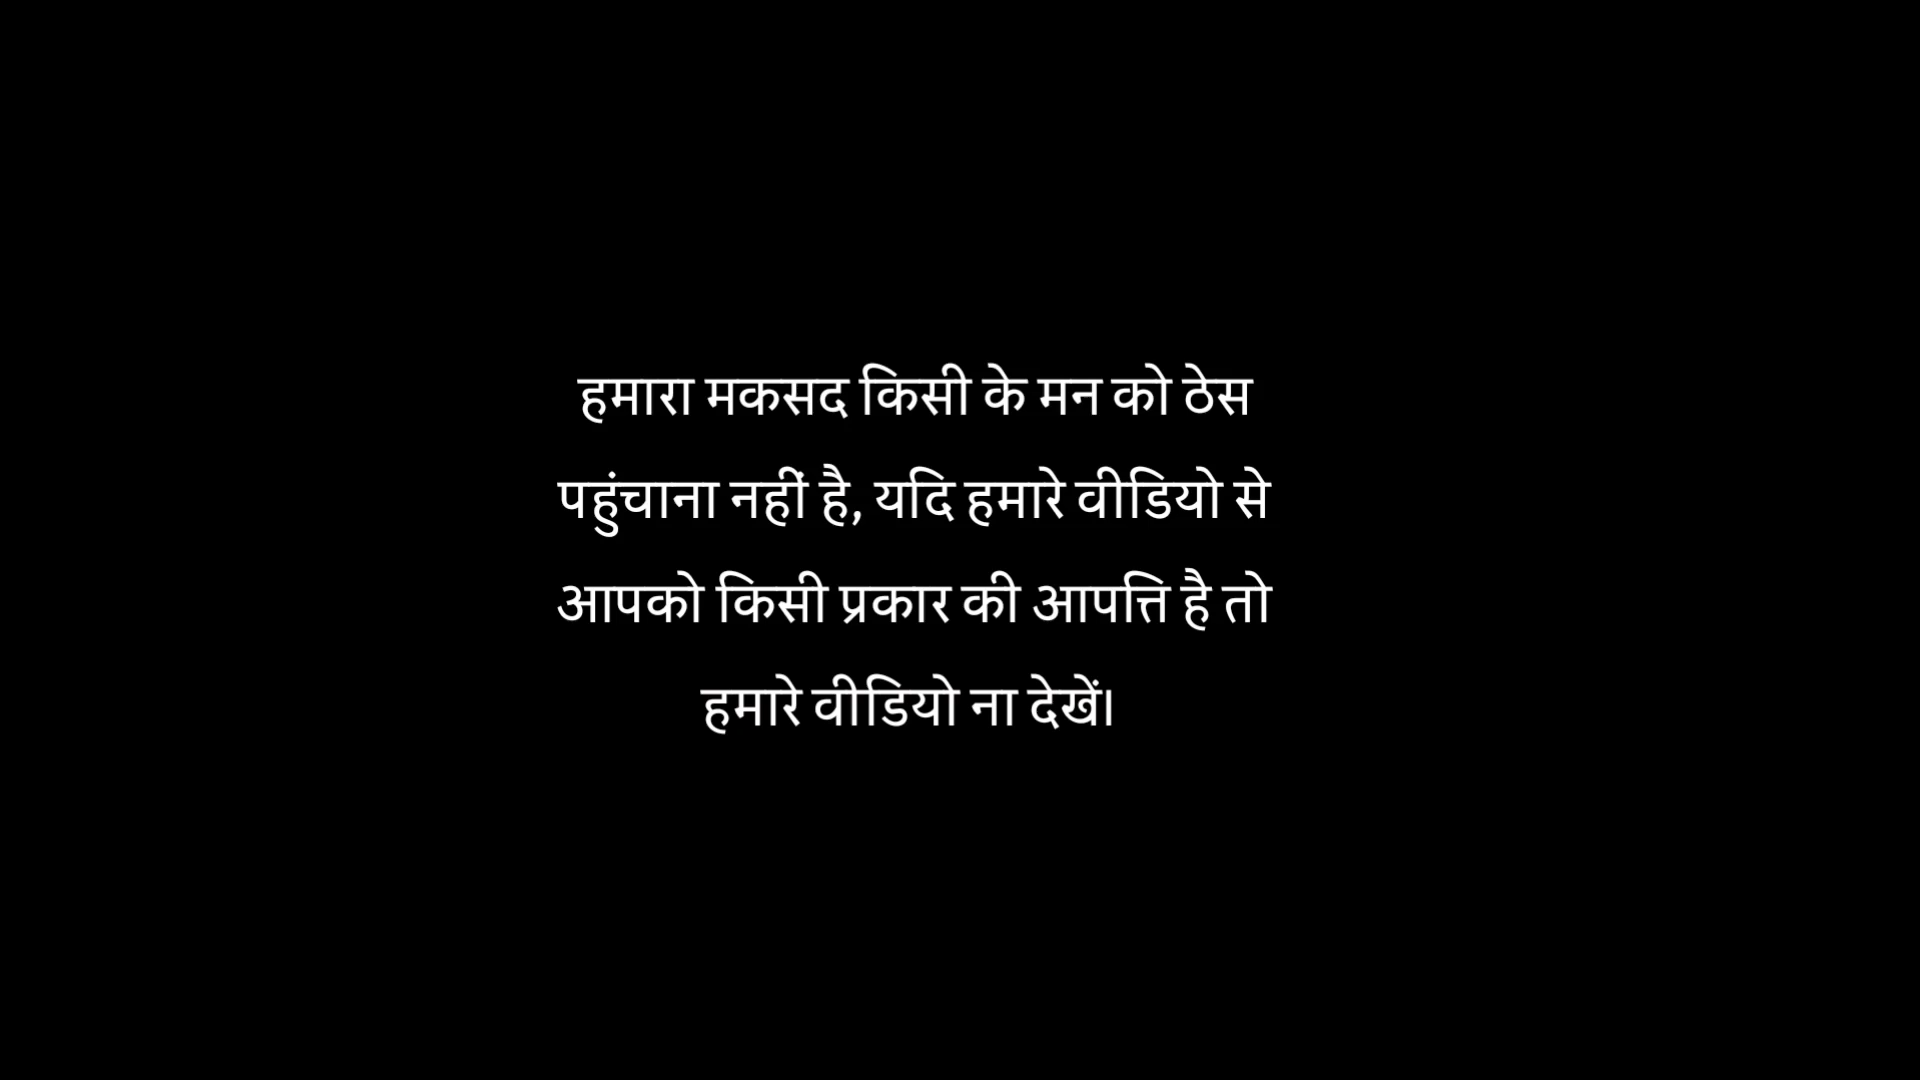 हमारा मकसद किसी के मन को ठेस
पहुंचाना नहीं है, यदि हमारे वीडियो से
आपको किसी प्रकार की आपत्ति है तो
हमारे वीडियो ना देखें।